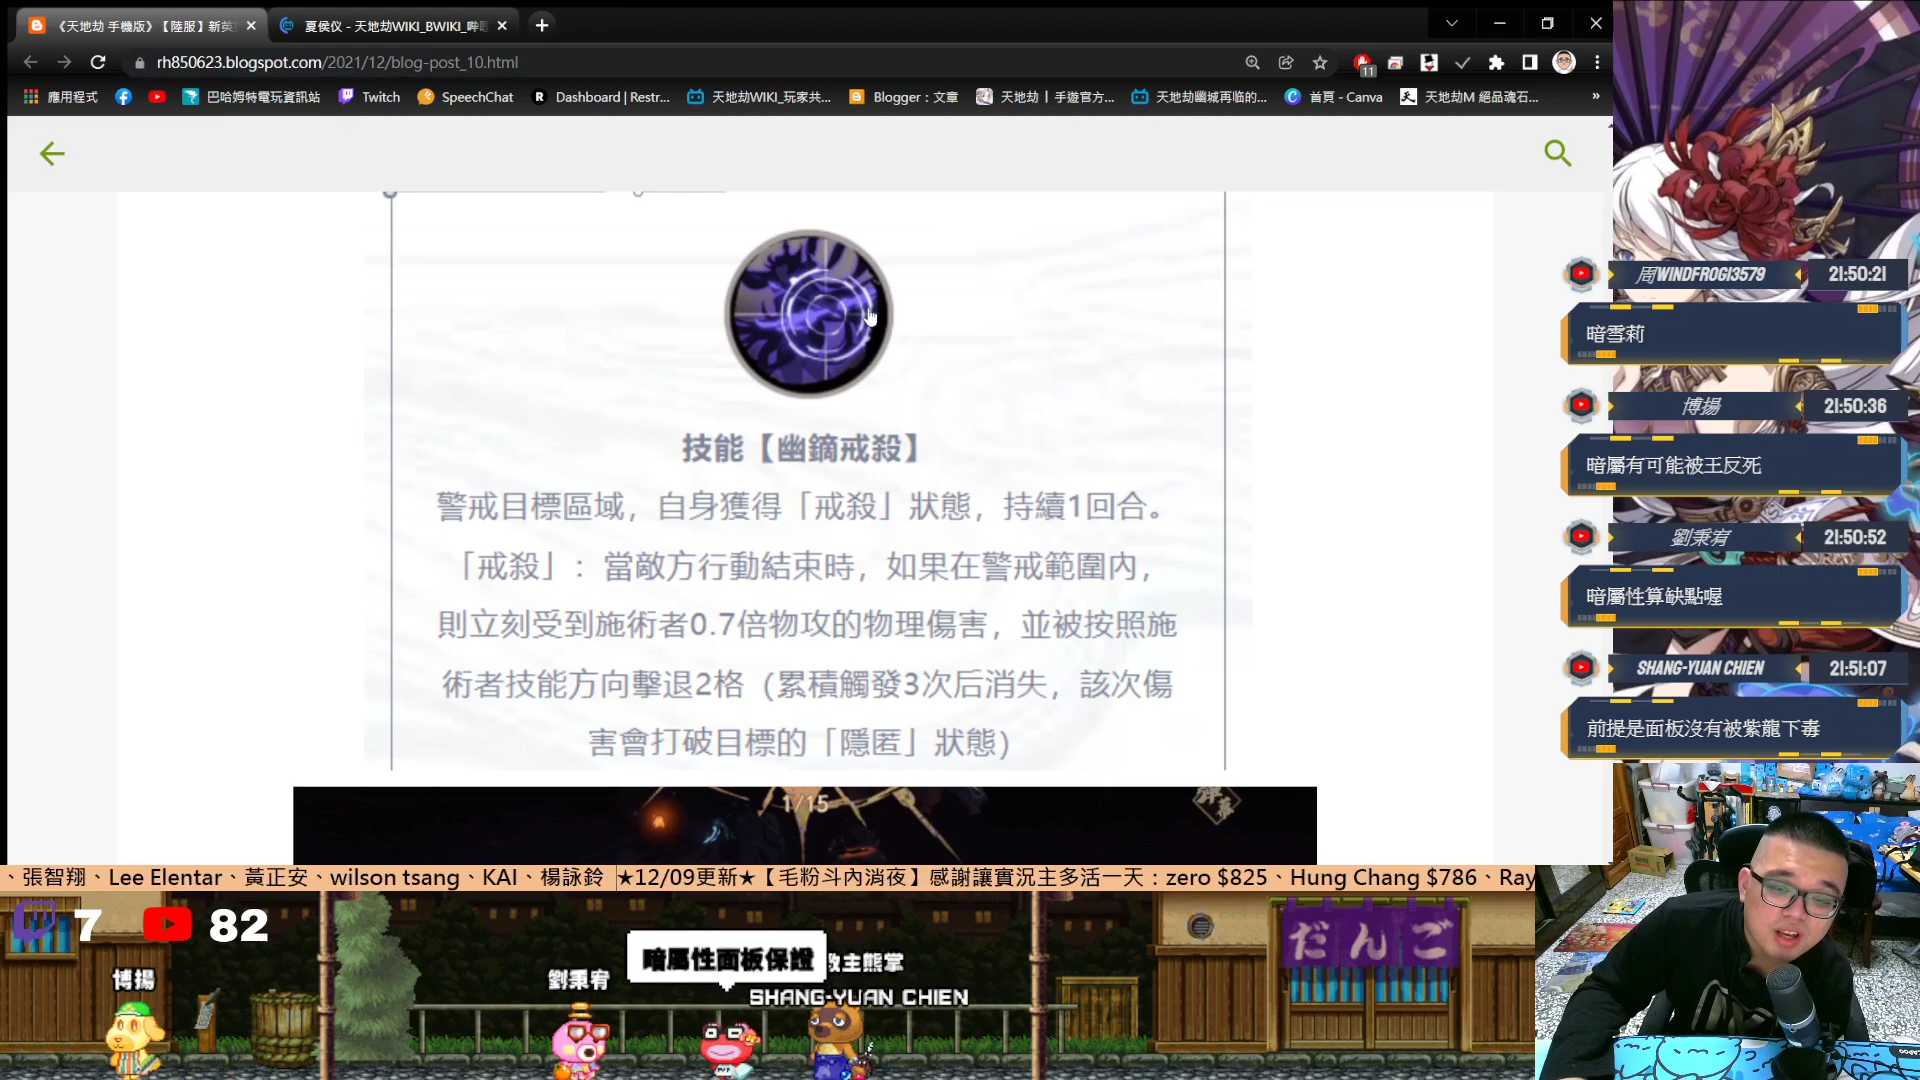 《天地劫 手機版》【陸服】新英
夏侯仪 - 天地劫WIKI_BWIKI_哔
rh850623.blogspot.com/2021/12/blog-post_10.html
11
應用程式
巴哈姆特電玩資訊站
Twitch
SpeechChat
Dashboard | Restr...
天地劫WIKI_玩家共...
Blogger：文章
天地劫丨手遊官方...
天地劫幽城再临的...
首頁 - Canva
天地劫M 絕品魂石...
»
技能【幽鏑戒殺】
警戒目標區域，自身獲得「戒殺」狀態，持續1回合。
「戒殺」：當敵方行動結束時，如果在警戒範圍內，
則立刻受到施術者0.7倍物攻的物理傷害，並被按照施
術者技能方向擊退2格（累積觸發3次后消失，該次傷
害會打破目標的「隱匿」狀態）
1/15
弹幕
周WINDFROG13579
21:50:21
暗雪莉
博揚
21:50:36
暗屬有可能被王反死
劉秉宥
21:50:52
暗屬性算缺點喔
SHANG-YUAN CHIEN
21:51:07
前提是面板沒有被紫龍下毒
、張智翔、Lee Elentar、黃正安、wilson tsang、KAI、楊詠鈴
★12/09更新★【毛粉斗內消夜】感謝讓實況主多活一天：zero $825、Hung Chang $786、Ray
7
82
博揚
劉秉宥
暗屬性面板保證
教主熊掌
SHANG-YUAN CHIEN
だんご